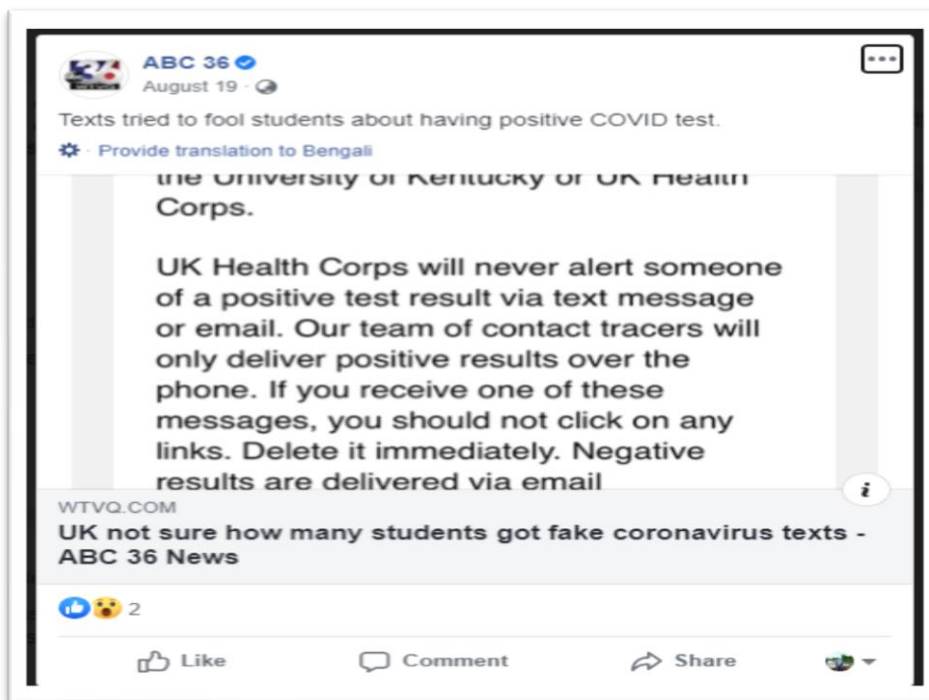 ABC 36
August 19
Texts tried to fool students about having positive COVID test.
Provide translation to Bengali
the University of Kentucky or UK Health
Corps.
UK Health Corps will never alert someone
of a positive test result via text message
or email. Our team of contact tracers will
only deliver positive results over the
phone. If you receive one of these
messages, you should not click on any
links. Delete it immediately. Negative
results are delivered via email
i
WTVQ.COM
UK not sure how many students got fake coronavirus texts -
ABC 36 News
2
Like Comment Share